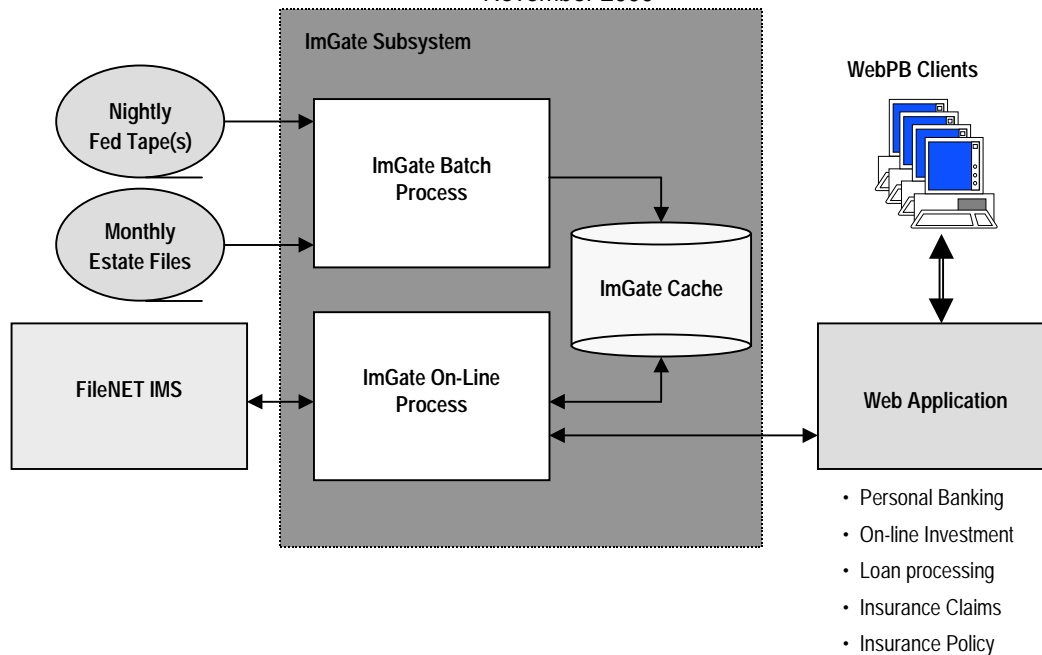 ImGate Subsystem
WebPB Clients
Nightly
Fed Tape(s)
ImGate Batch
Process
Monthly
Estate Files
ImGate Cache
FileNET IMS
ImGate On-Line
Process
Web Application
• Personal Banking
• On-line Investment
• Loan processing
• Insurance Claims
• Insurance Policy